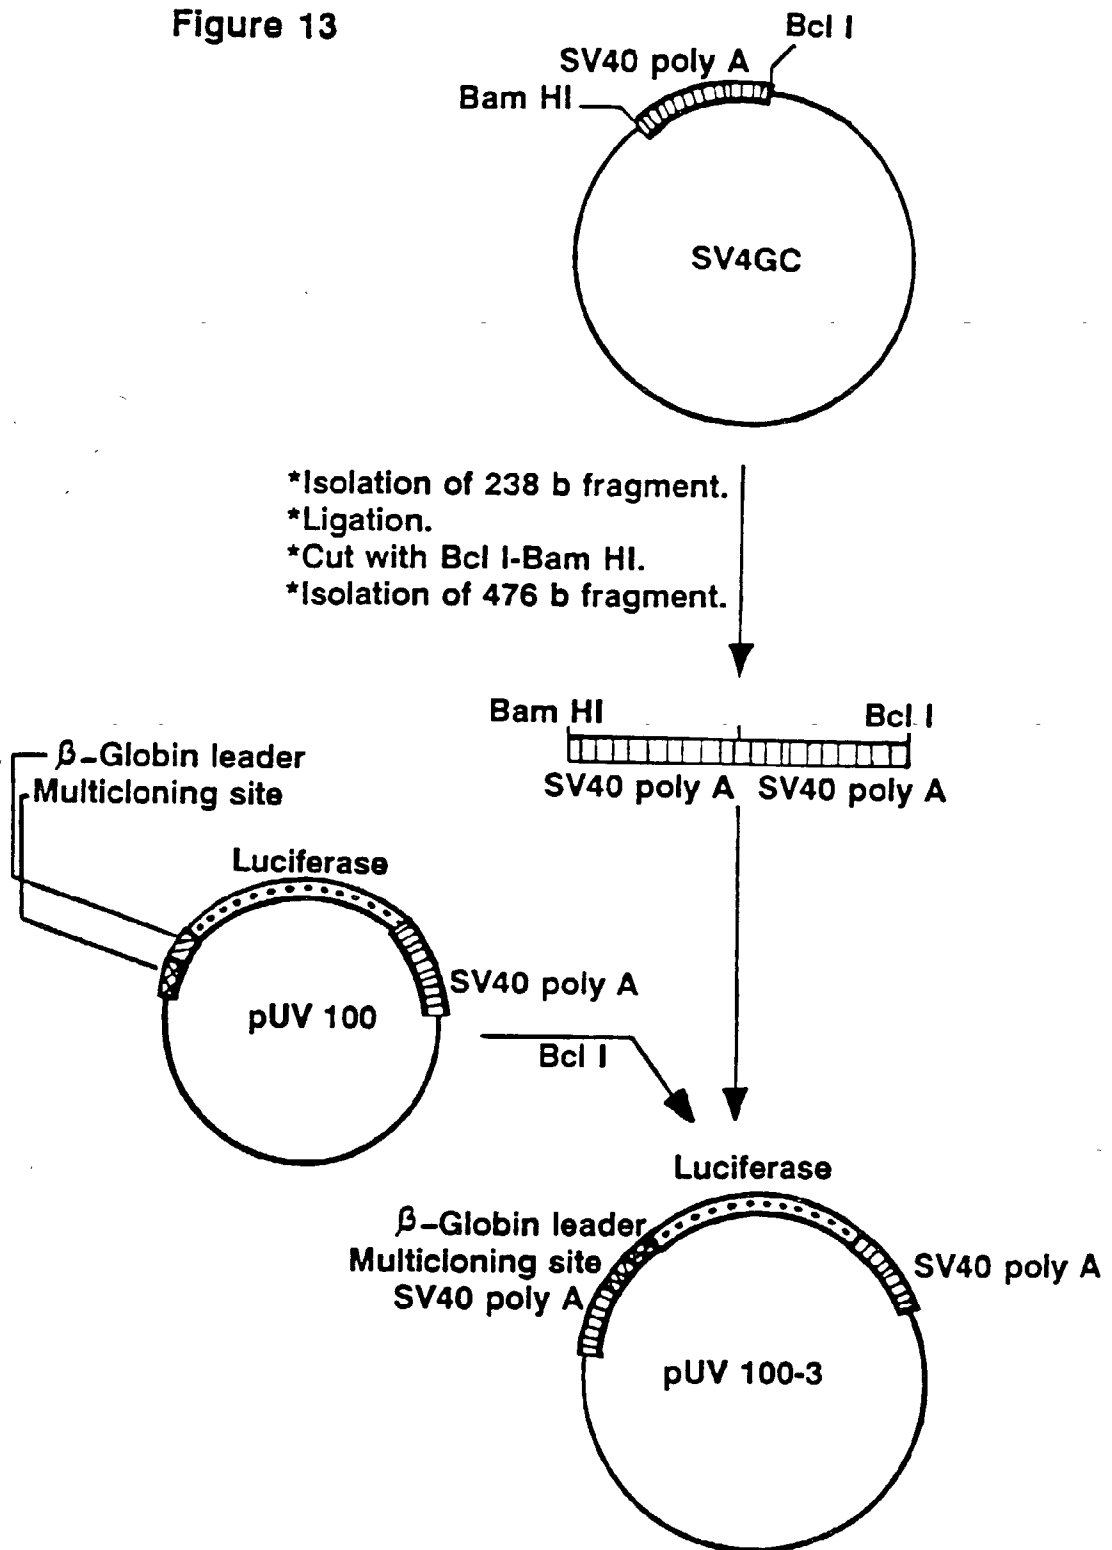 Figure 13
Bcl I
SV40 poly A
Bam HI
SV4GC
*Isolation of 238 b fragment.
*Ligation.
*Cut with Bcl I-Bam HI.
*Isolation of 476 b fragment.
Bam HI
Bcl I
SV40 poly A
SV40 poly A
β-Globin leader
Multicloning site
Luciferase
SV40 poly A
pUV 100
Bcl I
Luciferase
β-Globin leader
Multicloning site
SV40 poly A
SV40 poly A
pUV 100-3